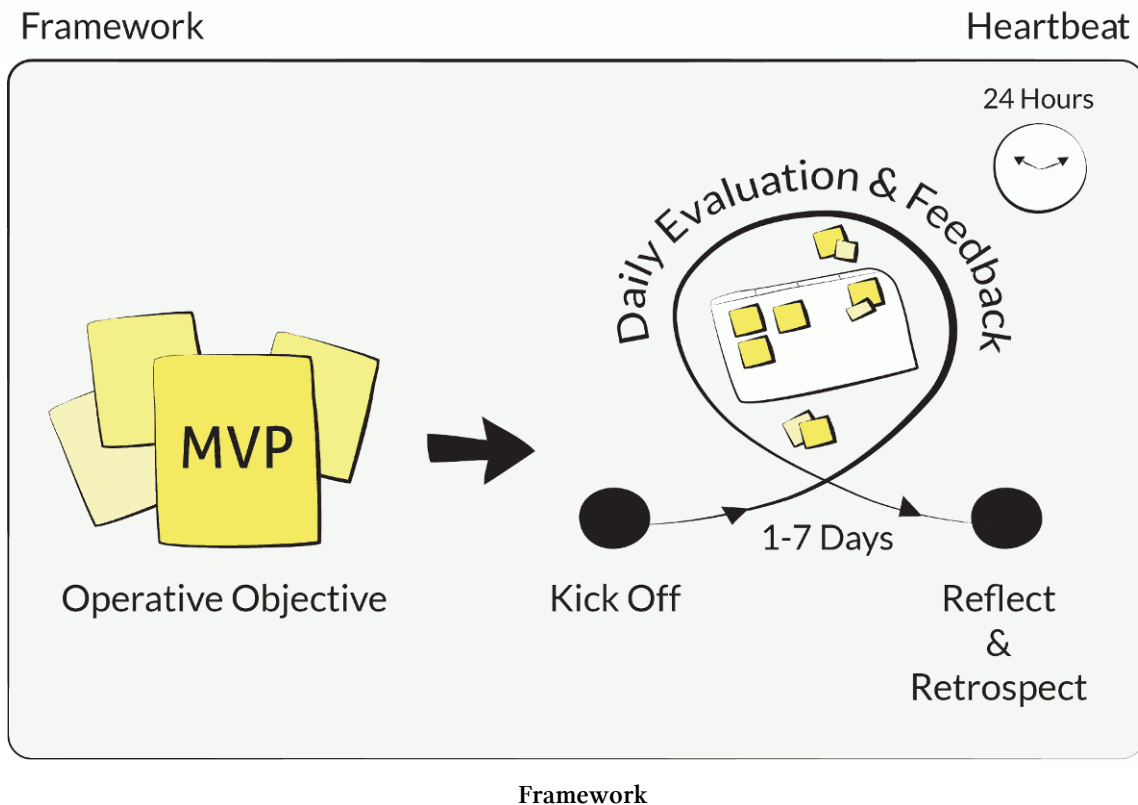 Framework
Heartbeat
24 Hours
Daily Evaluation & Feedback
MVP
1-7 Days
Operative Objective
Kick Off
Reflect
&
Retrospect
Framework